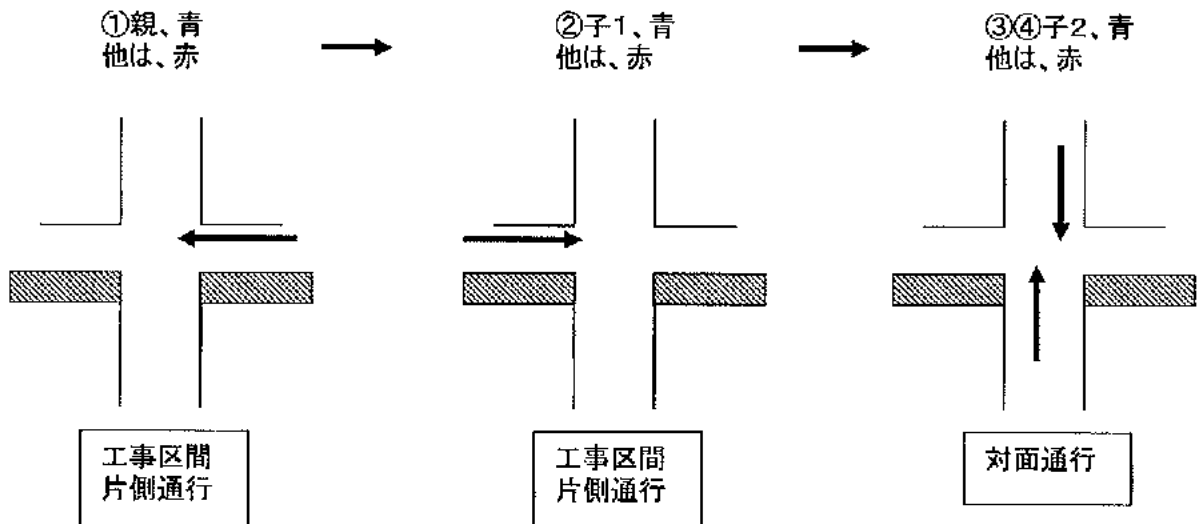 ①親、青
他は、赤
②子1、青
他は、赤
③④子2、青
他は、赤
工事区間
片側通行
工事区間
片側通行
対面通行